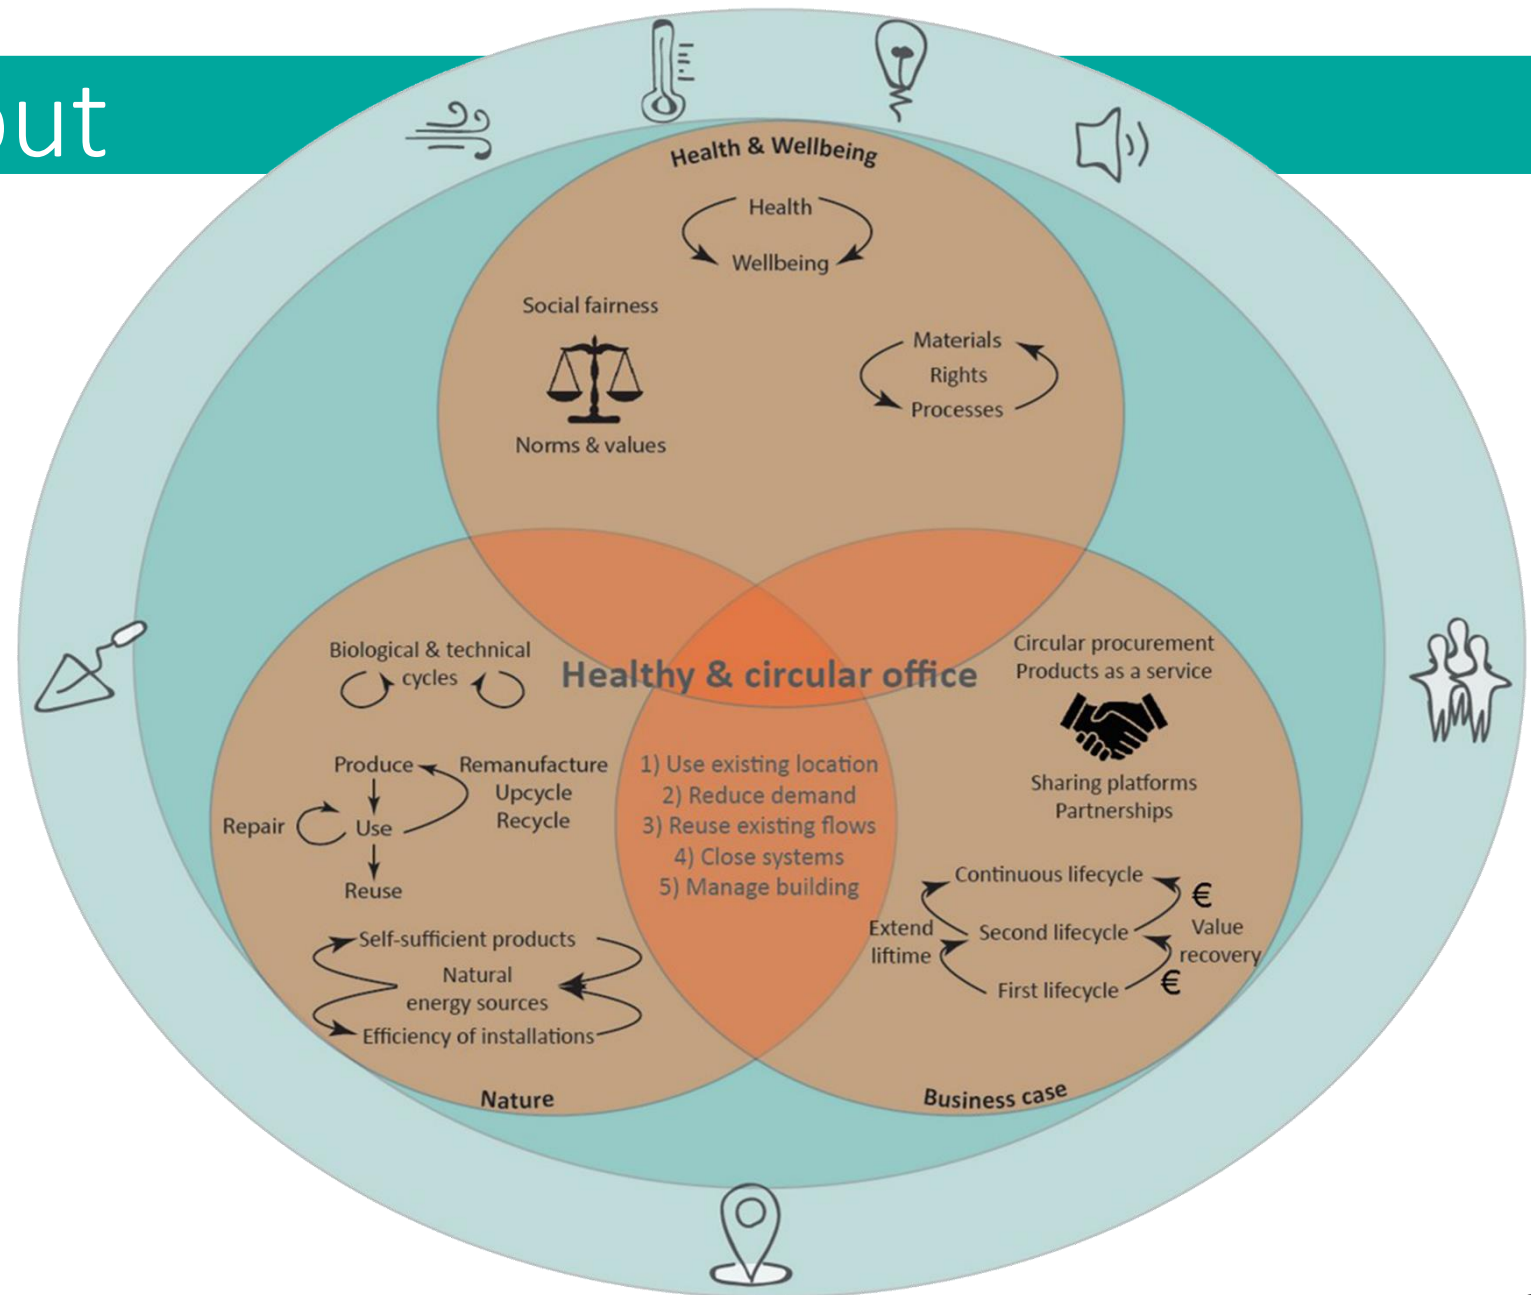 out
Health & Wellbeing
Health
Wellbeing
Social fairness
Norms & values
Materials
Rights
Processes
Healthy & circular office
1) Use existing location
2) Reduce demand
3) Reuse existing flows
4) Close systems
5) Manage building
Biological & technical
cycles
Produce
Remanufacture
Upcycle
Recycle
Repair
Use
Reuse
Self-sufficient products
Natural
energy sources
Efficiency of installations
Nature
Circular procurement
Products as a service
Sharing platforms
Partnerships
Continuous lifecycle
€
Extend
liftime
Second lifecycle
Value
recovery
First lifecycle
€
Business case